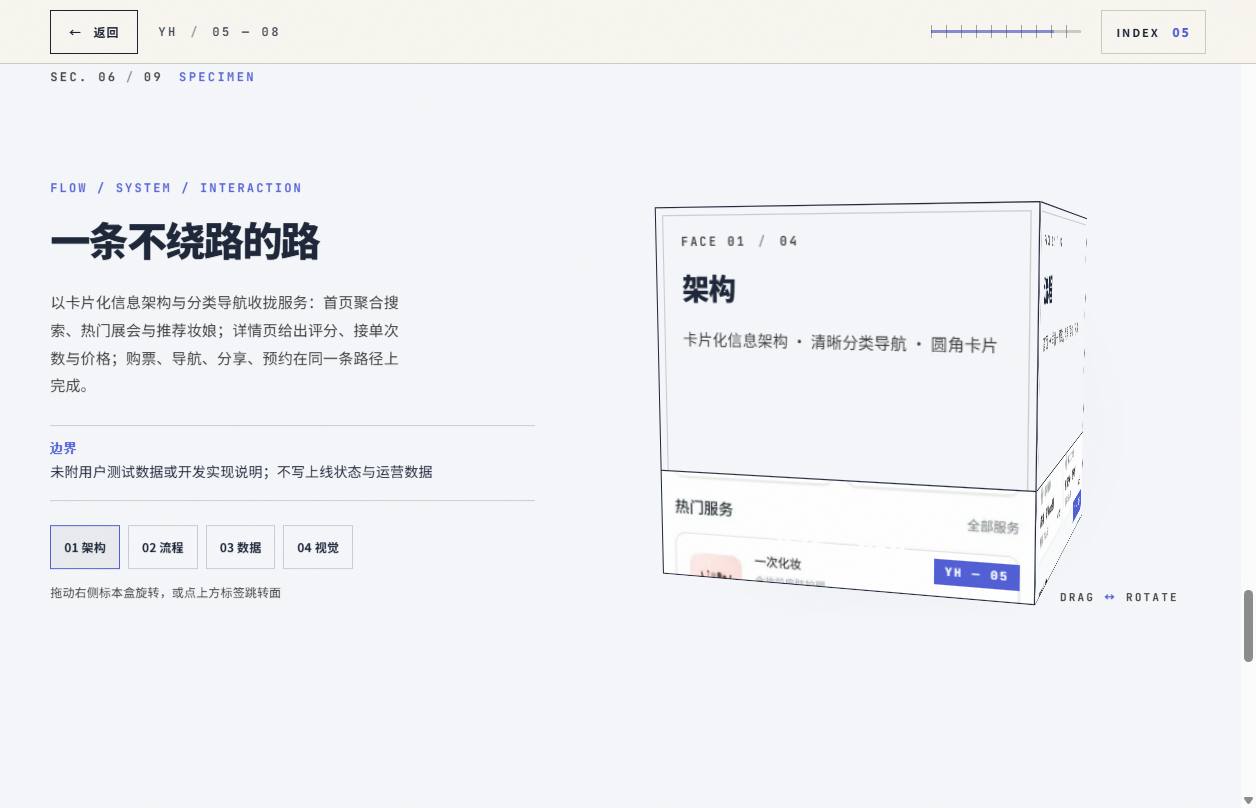 ← 返回
YH / 05 — 08
INDEX 05
SEC. 06 / 09 SPECIMEN
FLOW / SYSTEM / INTERACTION
一条不绕路的路
以卡片化信息架构与分类导航收拢服务：首页聚合搜
索、热门展会与推荐妆娘；详情页给出评分、接单次
数与价格；购票、导航、分享、预约在同一条路径上
完成。
边界
未附用户测试数据或开发实现说明；不写上线状态与运营数据
01 架构
02 流程
03 数据
04 视觉
拖动右侧标本盒旋转，或点上方标签跳转面
FACE 01 / 04
架构
卡片化信息架构 · 清晰分类导航 · 圆角卡片
热门服务
全部服务
一次化妆
YH — 05
DRAG ↔ ROTATE